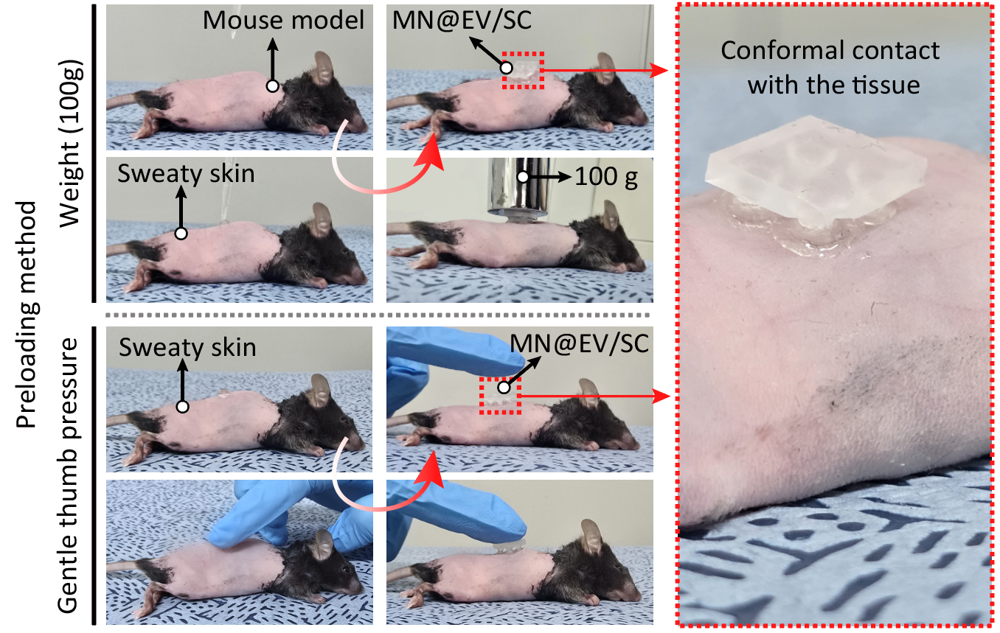 Preloading method
Weight (100g)
Mouse model
MN@EV/SC
Sweaty skin
100 g
Gentle thumb pressure
Sweaty skin
MN@EV/SC
Conformal contact
with the tissue